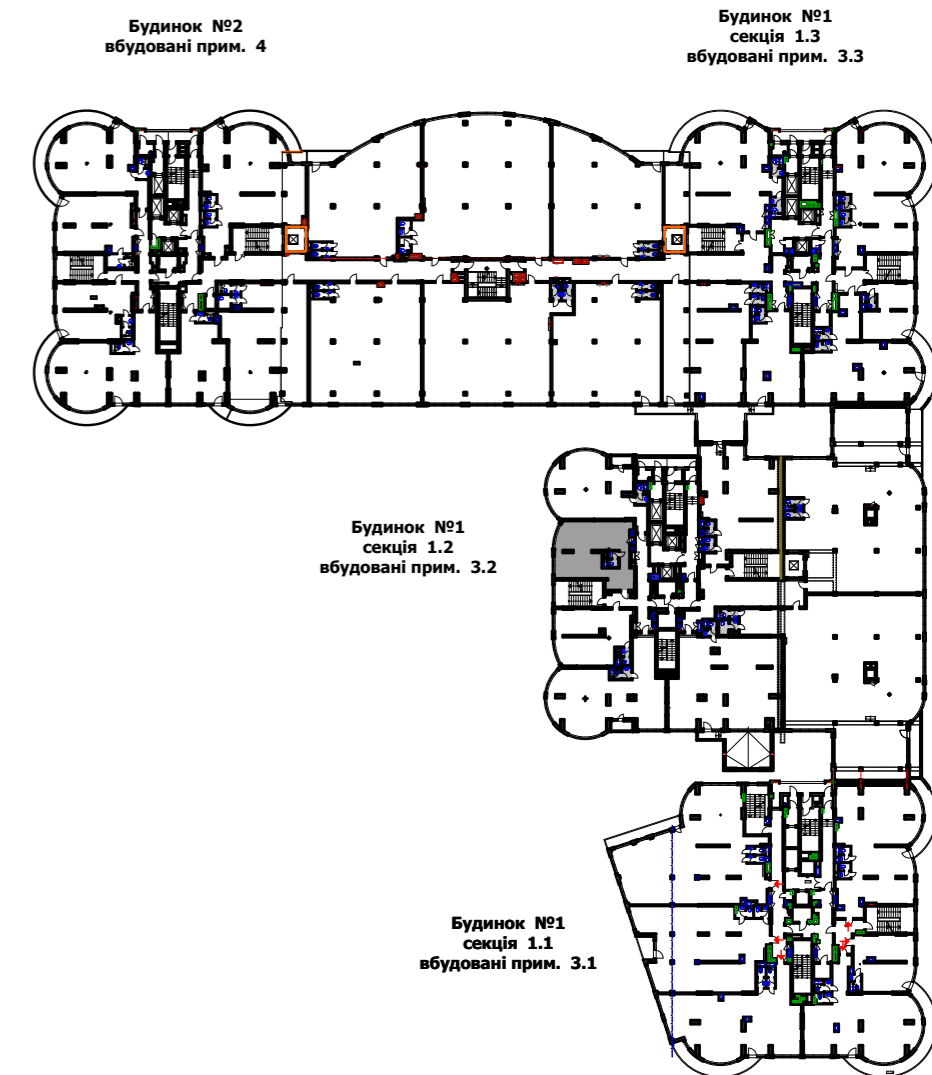 Будинок №2
вбудовані прим. 4
Будинок №1
секція 1.3
вбудовані прим. 3.3
Будинок №1
секція 1.2
вбудовані прим. 3.2
Будинок №1
секція 1.1
вбудовані прим. 3.1